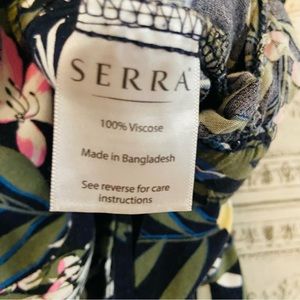 SERRA
100% Viscose
Made in Bangladesh
See reverse for care
instructions